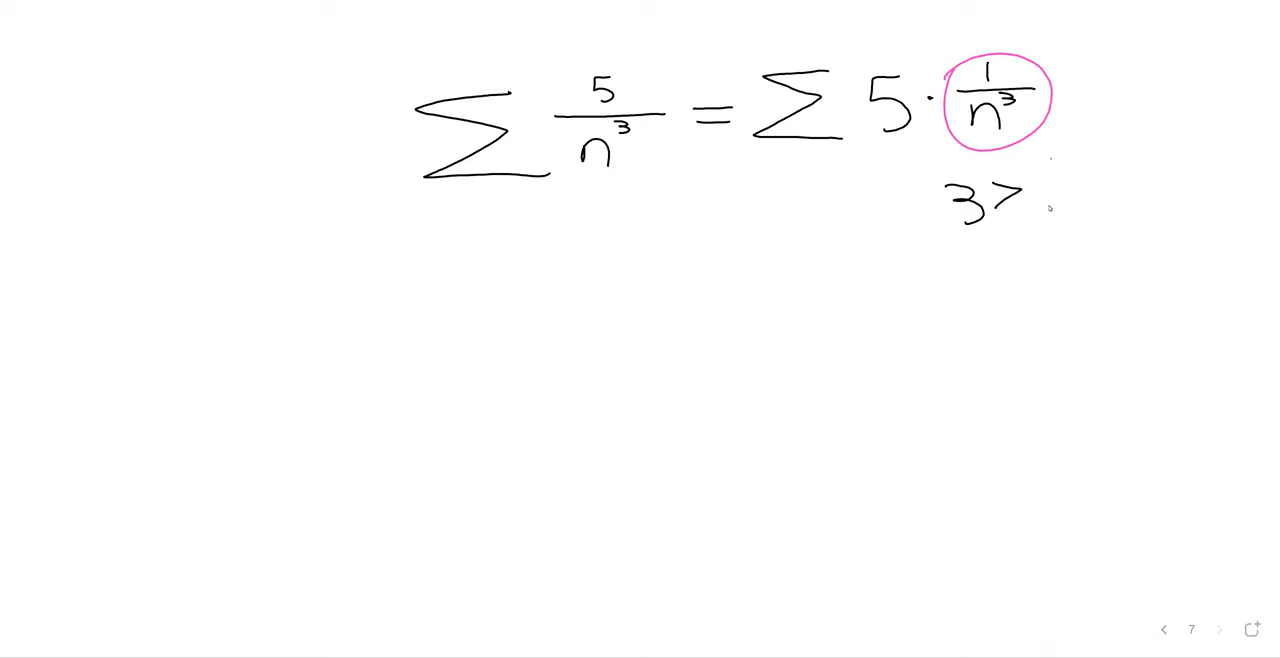 ∑ 5/n³ = ∑ 5 · 1/n³
3 >
7